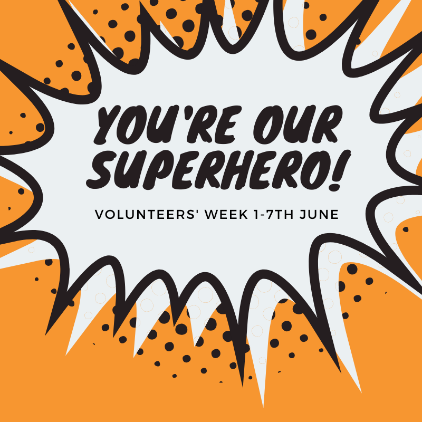 YOU'RE OUR
SUPERHERO!
VOLUNTEERS' WEEK 1-7TH JUNE